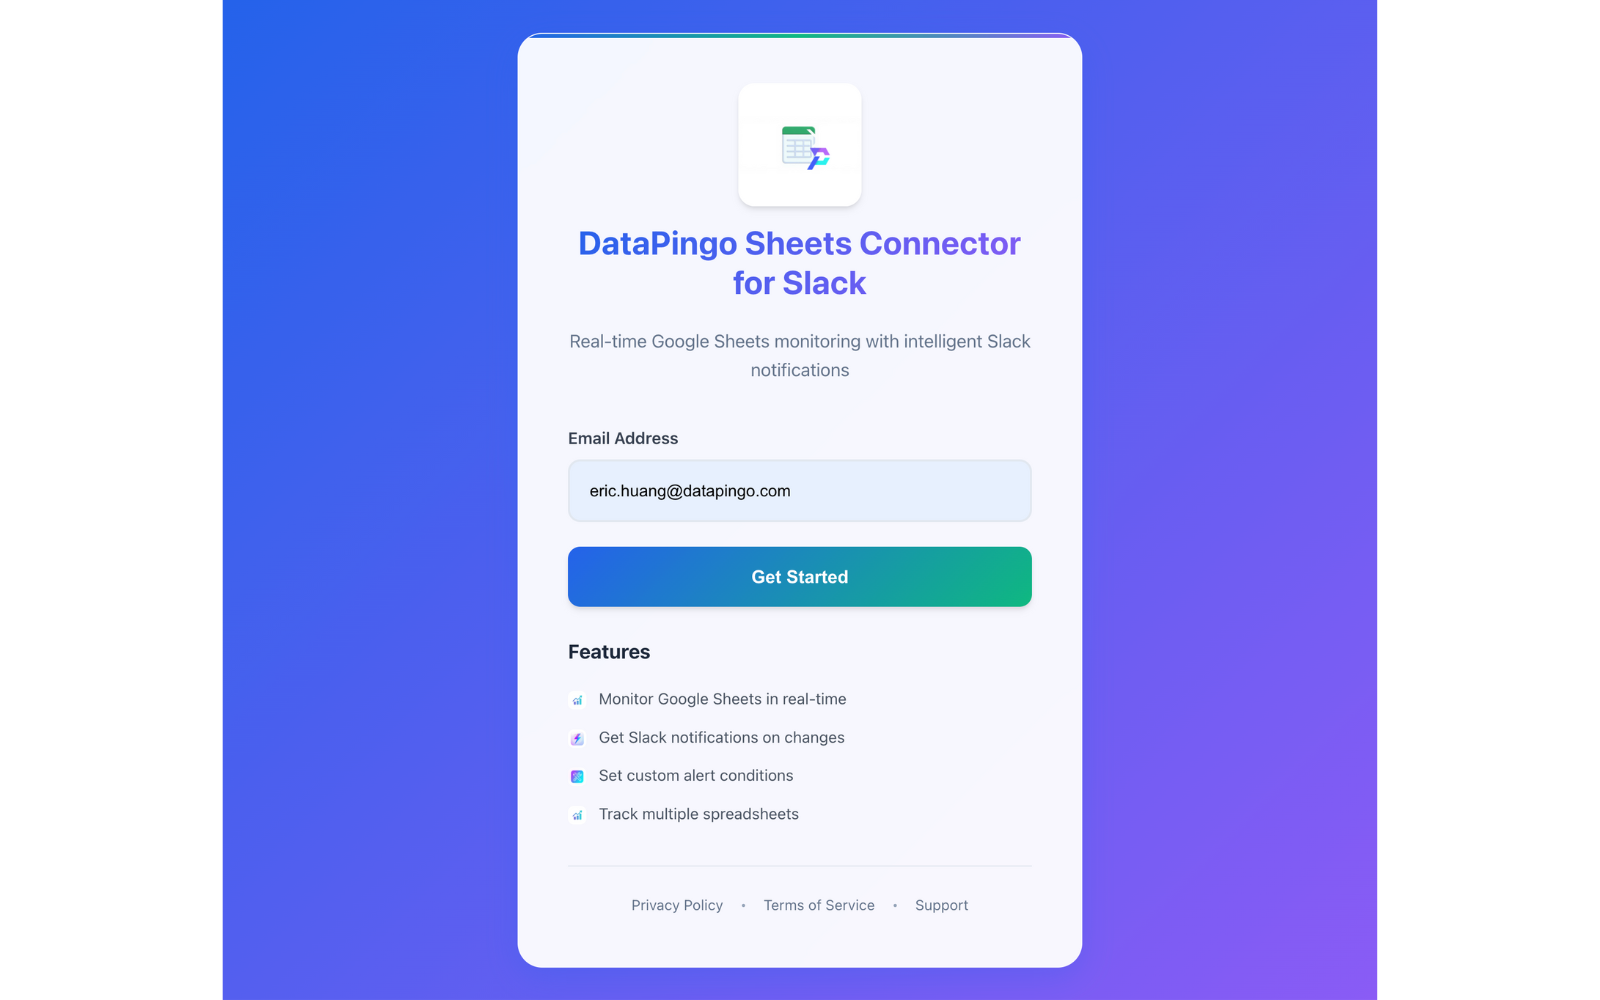 DataPingo Sheets Connector
for Slack
Real-time Google Sheets monitoring with intelligent Slack
notifications
Email Address
eric.huang@datapingo.com
Get Started
Features
Monitor Google Sheets in real-time
Get Slack notifications on changes
Set custom alert conditions
Track multiple spreadsheets
Privacy Policy • Terms of Service • Support